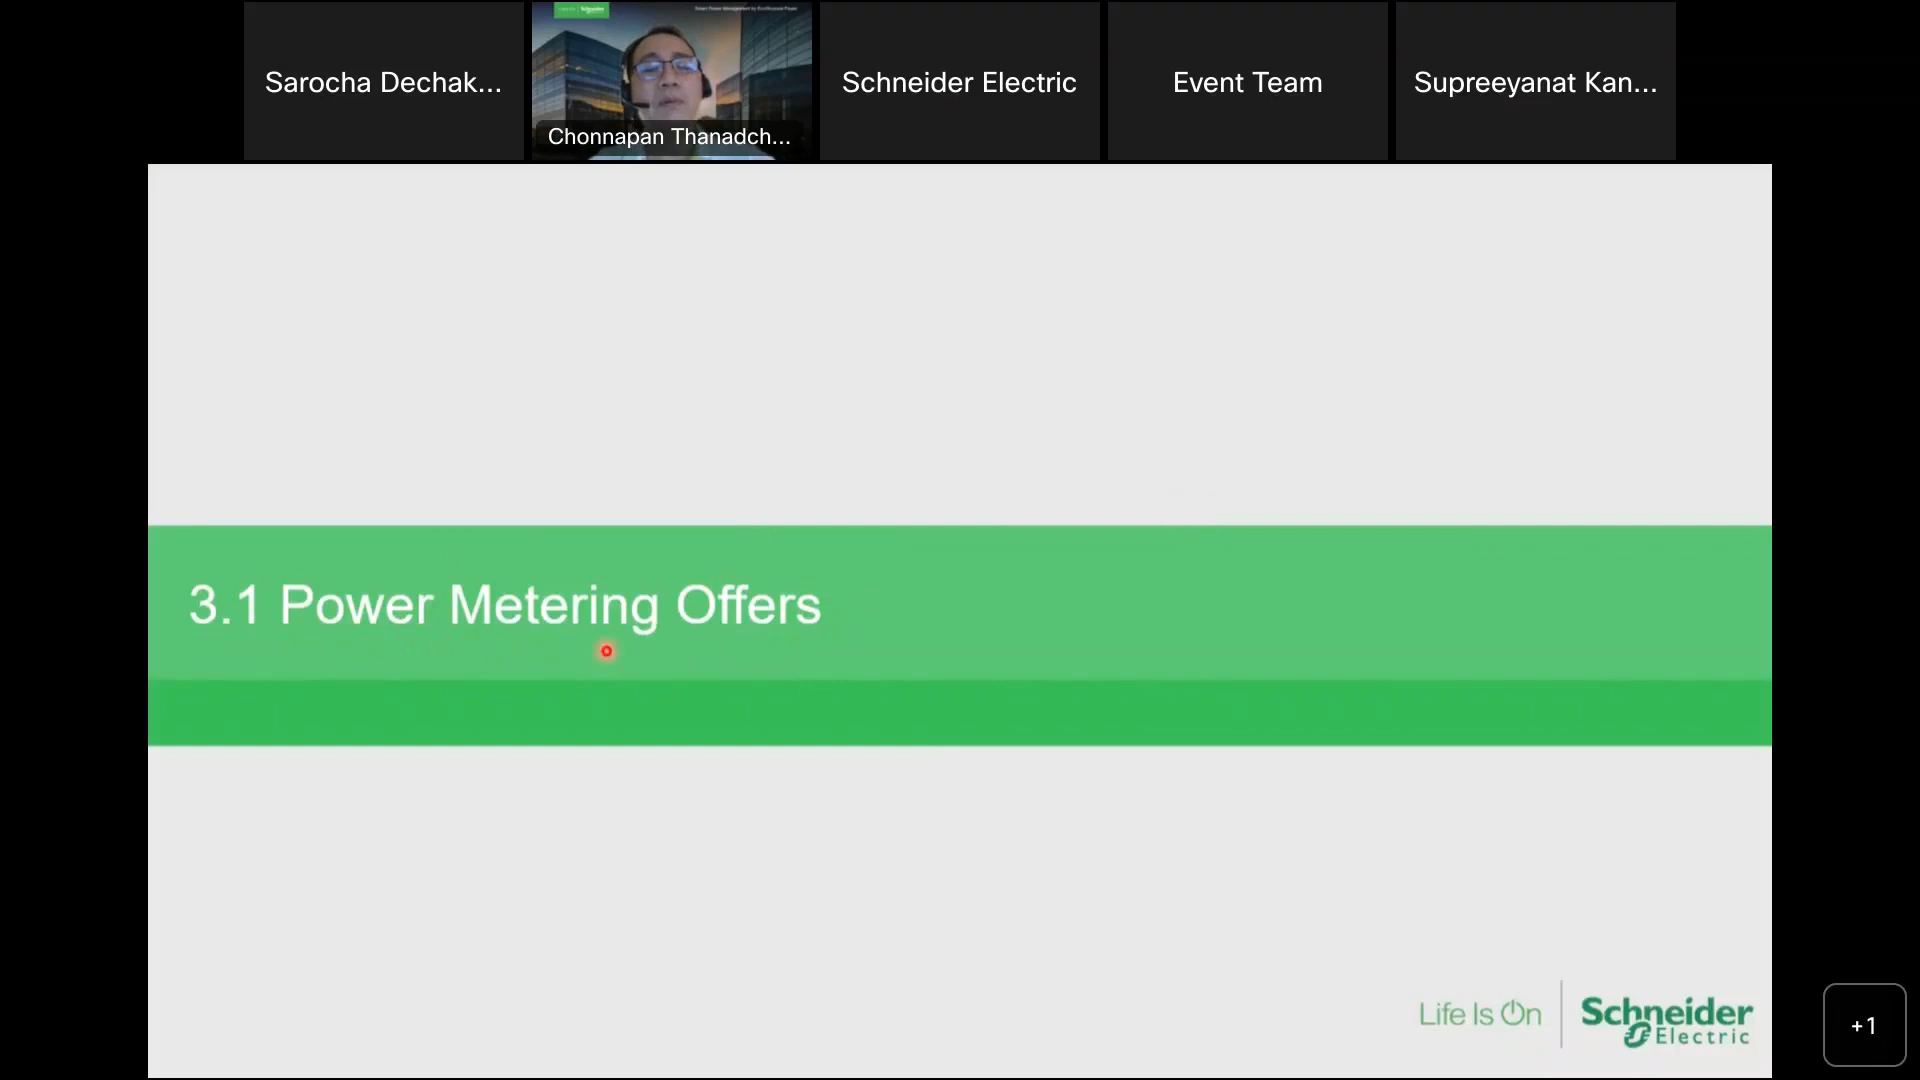 Sarocha Dechak...
Chonnapan Thanadch...
Schneider Electric
Event Team
Supreeyanat Kan...
3.1 Power Metering Offers
Life Is On
Schneider
Electric
+1